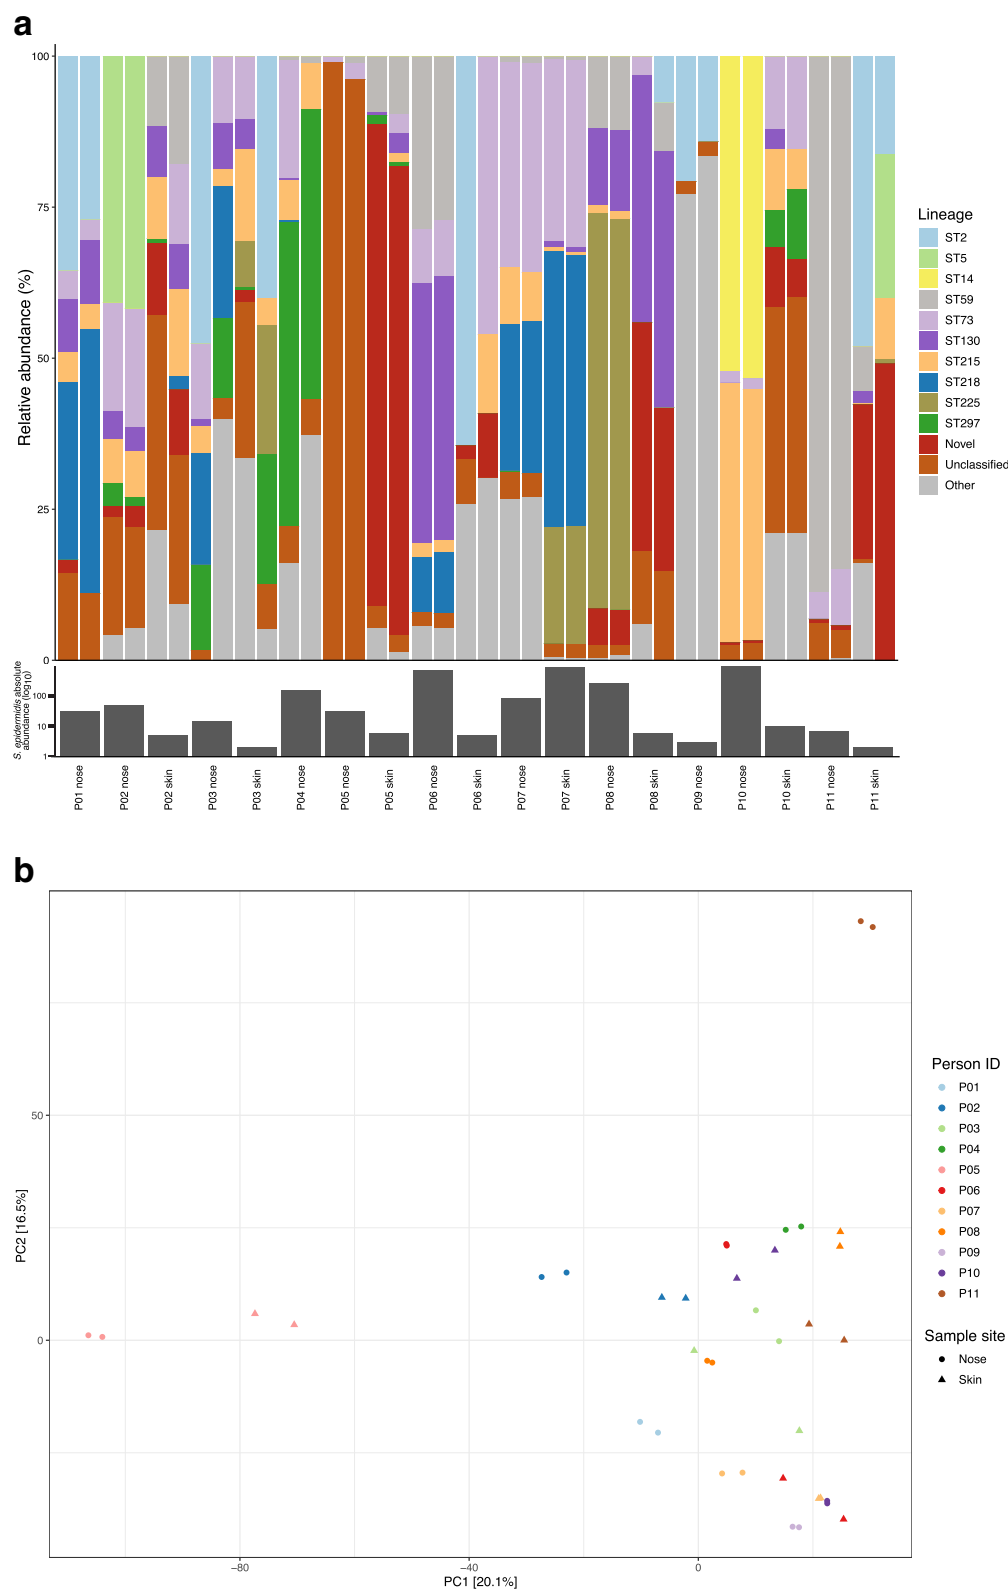 a
100
75
50
25
0
Relative abundance (%)
Lineage
ST2
ST5
ST14
ST59
ST73
ST130
ST215
ST218
ST225
ST297
Novel
Unclassified
Other
S. epidermidis absolute
abundance (log10)
100
10
1
P01 nose
P02 nose
P02 skin
P03 nose
P03 skin
P04 nose
P05 nose
P05 skin
P06 nose
P06 skin
P07 nose
P07 skin
P08 nose
P08 skin
P09 nose
P10 nose
P10 skin
P11 nose
P11 skin
b
50
0
PC2 [16.5%]
−80
−40
0
PC1 [20.1%]
Person ID
P01
P02
P03
P04
P05
P06
P07
P08
P09
P10
P11
Sample site
Nose
Skin